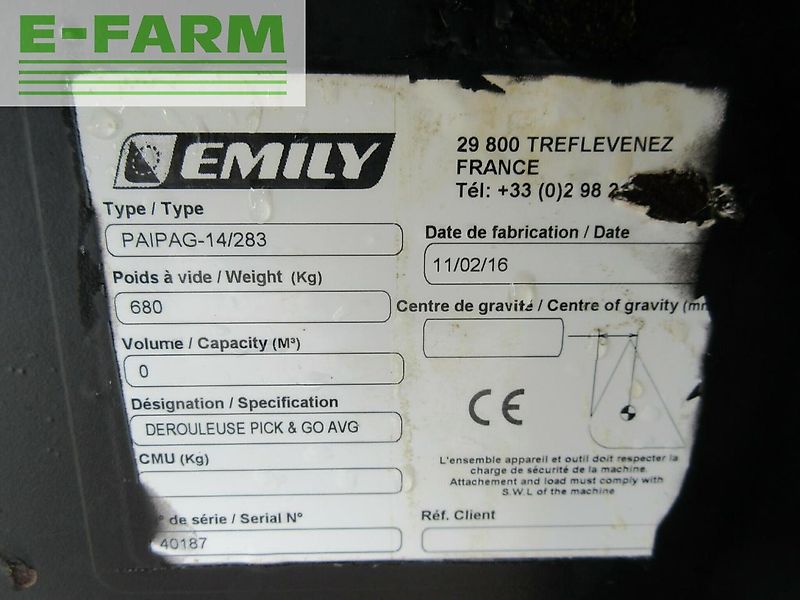 E-FARM
EMILY
29 800 TREFLEVENEZ
FRANCE
Tél: +33 (0)2 98
Type / Type
PAIPAG-14/283
Date de fabrication / Date
11/02/16
Poids à vide / Weight (Kg)
680
Centre de gravité / Centre of gravity
Volume / Capacity (M³)
0
Désignation / Specification
DEROULEUSE PICK & GO AVG
CE
CMU (Kg)
L'ensemble appareil et outil doit respecter la
charge de sécurité de la machine.
Attachement and load must comply with
S.W.L of the machine
de série / Serial N°
40187
Réf. Client